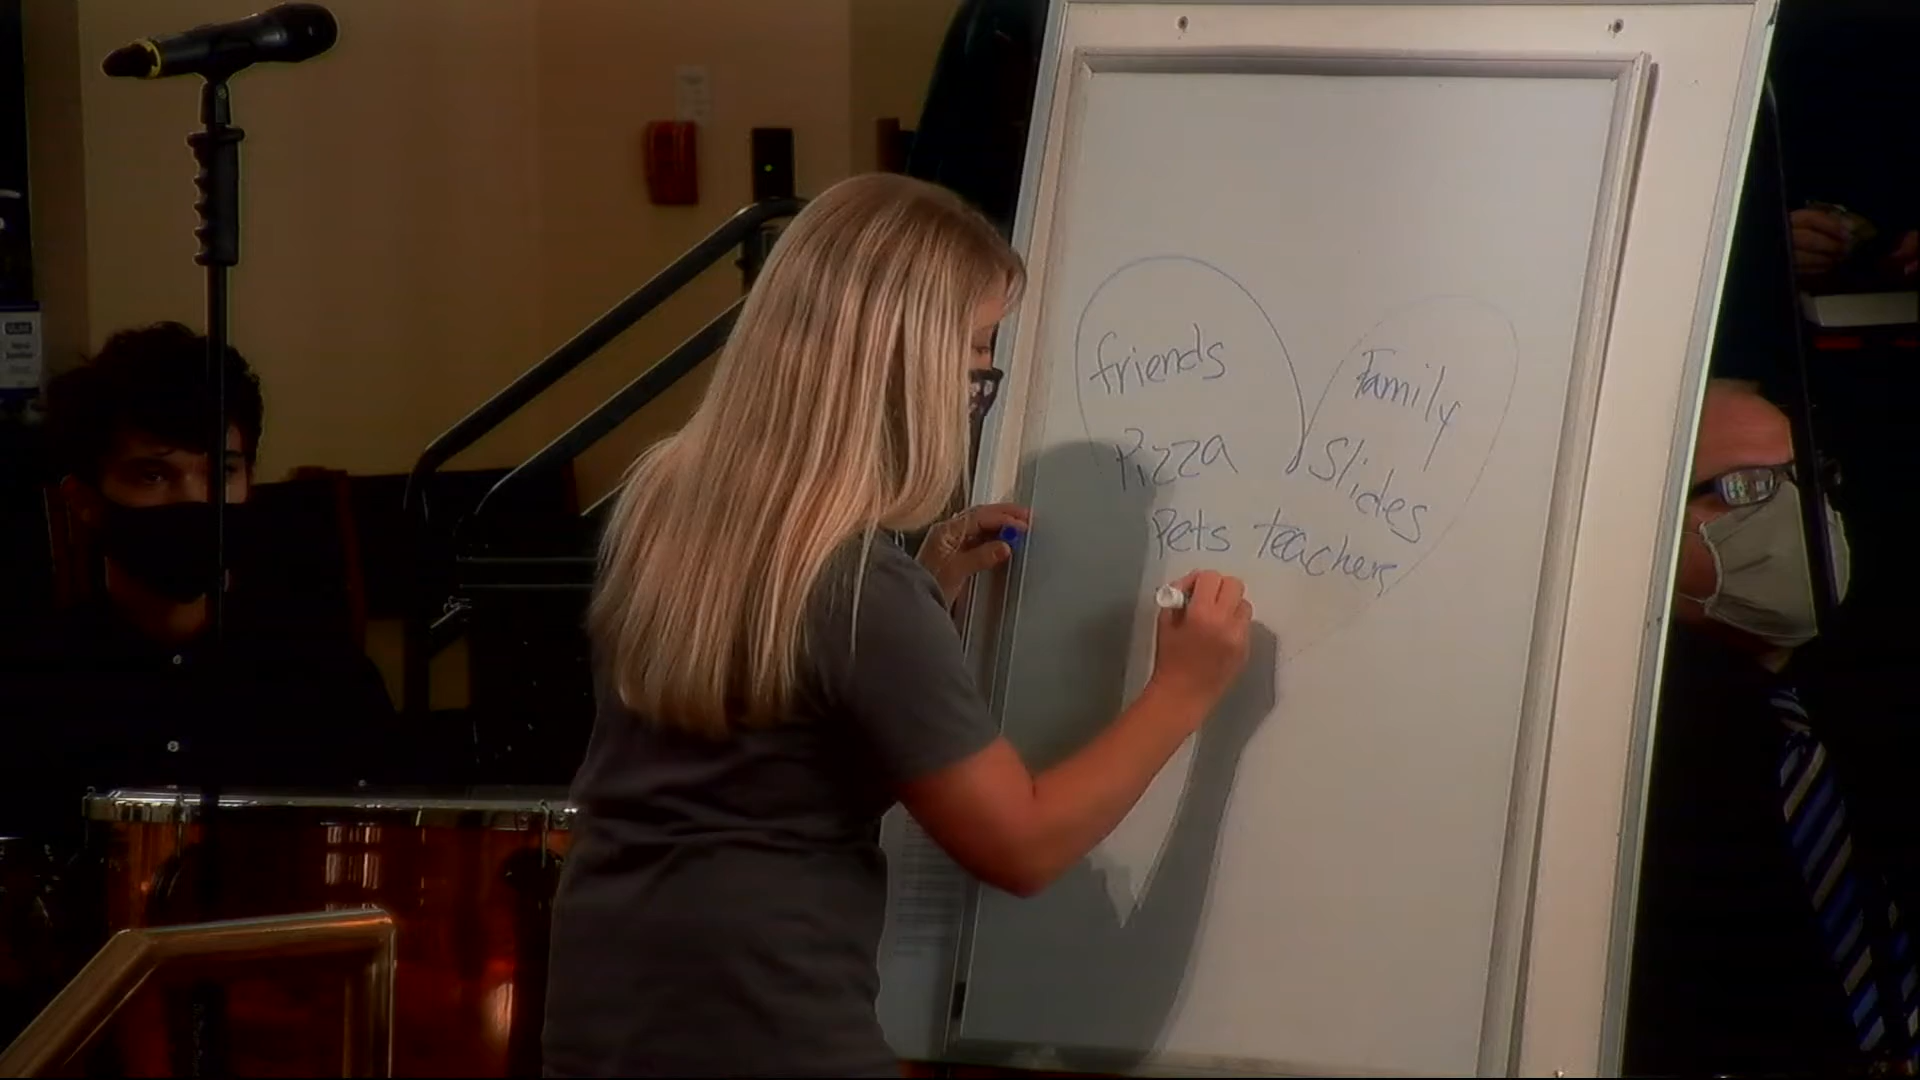 friends
Family
Pizza
Slides
Pets teachers